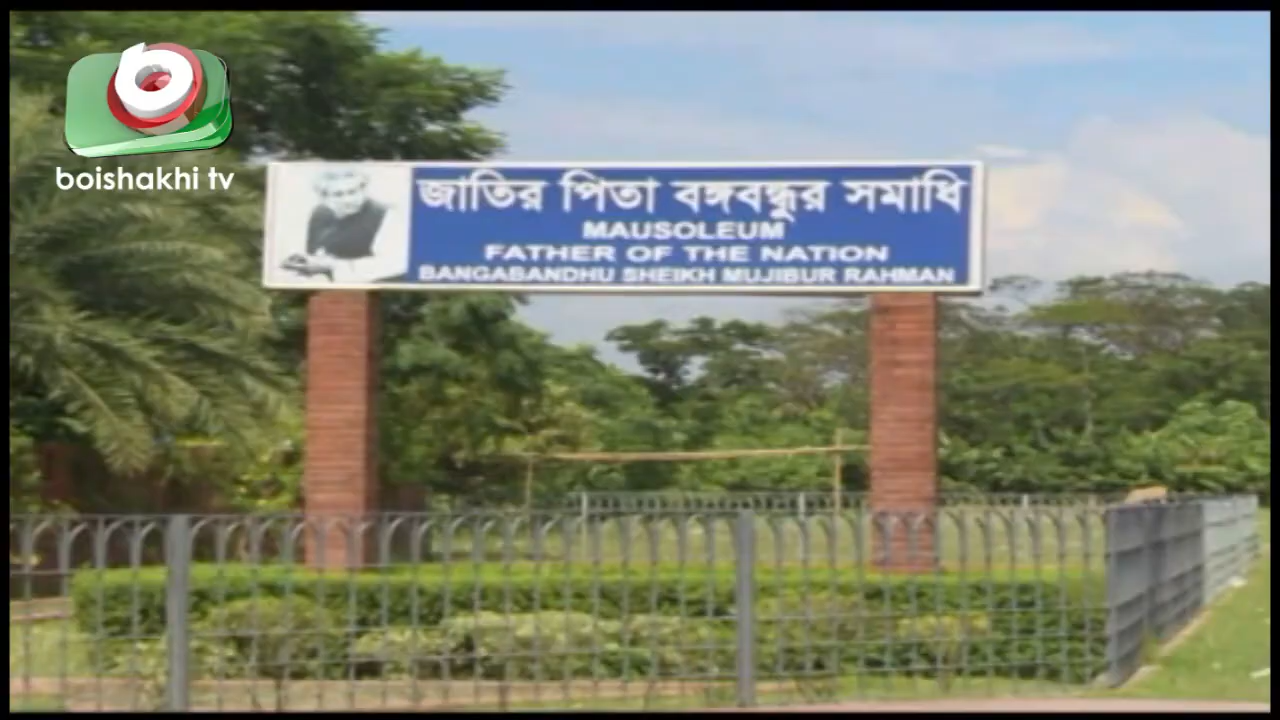 boishakhi tv
জাতির পিতা বঙ্গবন্ধুর সমাধি
MAUSOLEUM
FATHER OF THE NATION
BANGABANDHU SHEIKH MUJIBUR RAHMAN